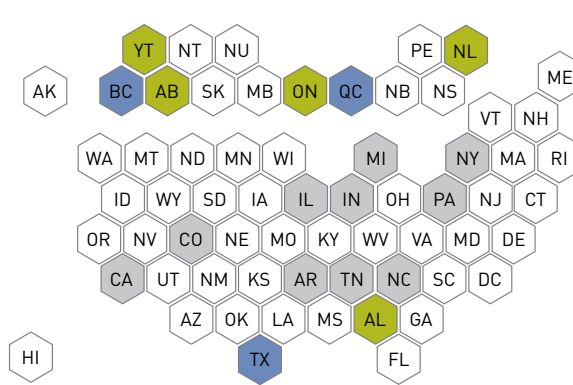 YT NT NU PE NL
AK BC AB SK MB ON QC NB NS ME
VT NH
WA MT ND MN WI MI NY MA RI
ID WY SD IA IL IN OH PA NJ CT
OR NV CO NE MO KY WV VA MD DE
CA UT NM KS AR TN NC SC DC
AZ OK LA MS AL GA
HI TX FL